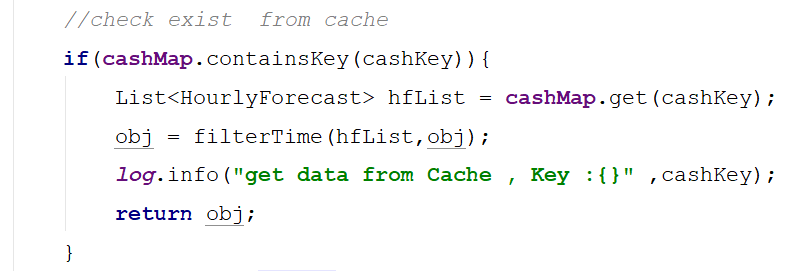 //check exist  from cache
if(cashMap.containsKey(cashKey)){
List<HourlyForecast> hfList = cashMap.get(cashKey);
obj = filterTime(hfList,obj);
log.info("get data from Cache , Key :{}" ,cashKey);
return obj;
}